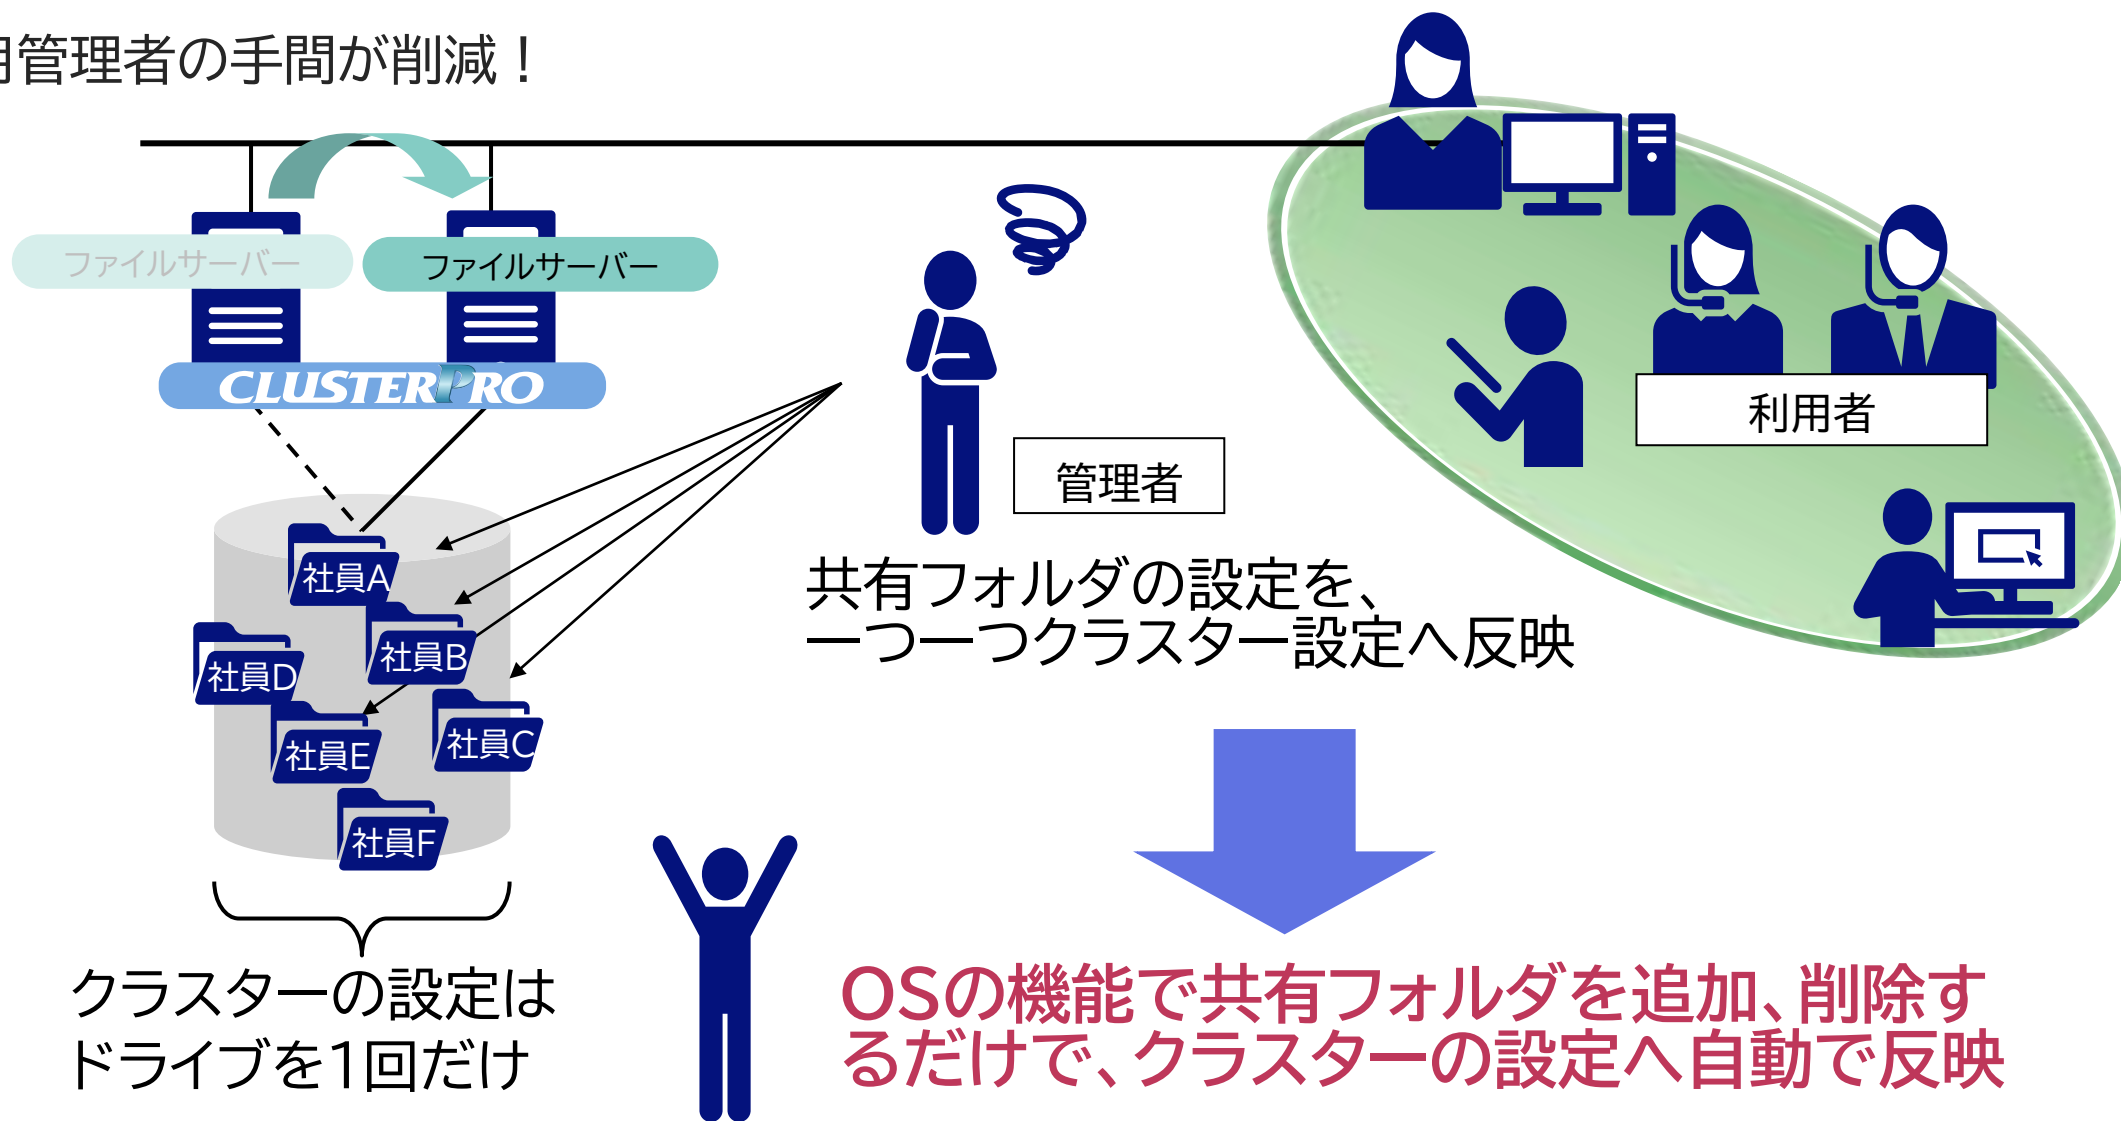 管理者の手間が削減！
ファイルサーバー
ファイルサーバー
CLUSTERPRO
利用者
管理者
共有フォルダの設定を、
一つ一つクラスター設定へ反映
社員A
社員B
社員D
社員C
社員E
社員F
クラスターの設定は
ドライブを1回だけ
OSの機能で共有フォルダを追加、削除す
るだけで、クラスターの設定へ自動で反映